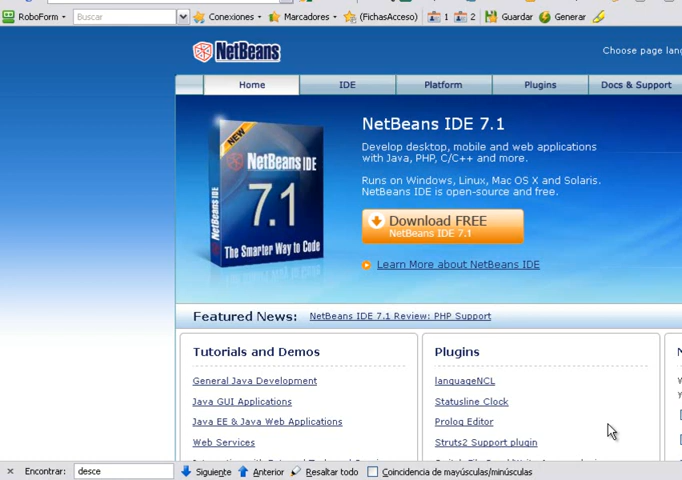 RoboForm Buscar Conexiones Marcadores (FichasAcceso) 1 2 Guardar Generar
NetBeans
Choose page lang
Home IDE Platform Plugins Docs & Support
NEW
NetBeans IDE
7.1
The Smarter Way to Code
NetBeans IDE
NetBeans IDE 7.1
Develop desktop, mobile and web applications
with Java, PHP, C/C++ and more.
Runs on Windows, Linux, Mac OS X and Solaris.
NetBeans IDE is open-source and free.
Download FREE
NetBeans IDE 7.1
Learn More about NetBeans IDE
Featured News: NetBeans IDE 7.1 Review: PHP Support
Tutorials and Demos
General Java Development
Java GUI Applications
Java EE & Java Web Applications
Web Services
Plugins
languageNCL
Statusline Clock
Prolog Editor
Struts2 Support plugin
Encontrar: desce Siguiente Anterior Resaltar todo Coincidencia de mayúsculas/minúsculas